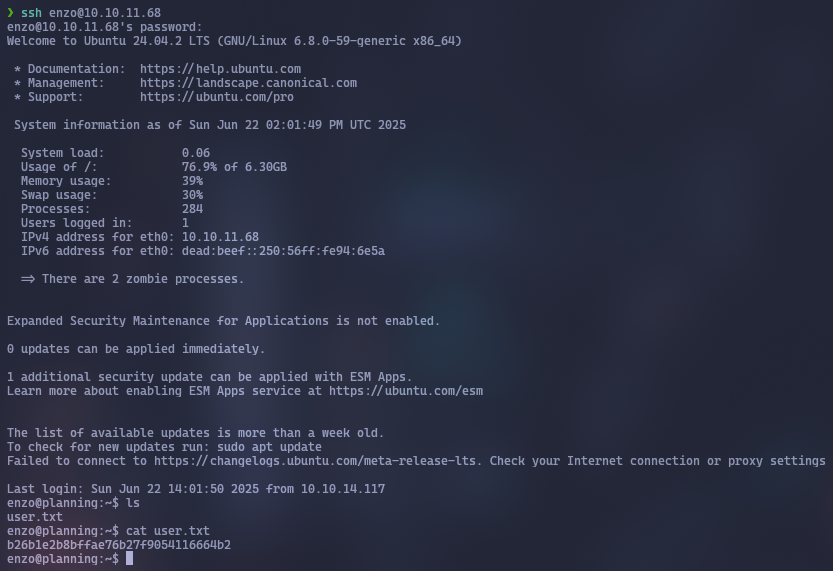 ❯ ssh enzo@10.10.11.68
enzo@10.10.11.68's password:
Welcome to Ubuntu 24.04.2 LTS (GNU/Linux 6.8.0-59-generic x86_64)
* Documentation:  https://help.ubuntu.com
* Management:     https://landscape.canonical.com
* Support:        https://ubuntu.com/pro
System information as of Sun Jun 22 02:01:49 PM UTC 2025
System load:           0.06
Usage of /:            76.9% of 6.30GB
Memory usage:          39%
Swap usage:            30%
Processes:             284
Users logged in:       1
IPv4 address for eth0: 10.10.11.68
IPv6 address for eth0: dead:beef::250:56ff:fe94:6e5a
=> There are 2 zombie processes.
Expanded Security Maintenance for Applications is not enabled.
0 updates can be applied immediately.
1 additional security update can be applied with ESM Apps.
Learn more about enabling ESM Apps service at https://ubuntu.com/esm
The list of available updates is more than a week old.
To check for new updates run: sudo apt update
Failed to connect to https://changelogs.ubuntu.com/meta-release-lts. Check your Internet connection or proxy settings
Last login: Sun Jun 22 14:01:50 2025 from 10.10.14.117
enzo@planning:~$ ls
user.txt
enzo@planning:~$ cat user.txt
b26b1e2b8bffae76b27f9054116664b2
enzo@planning:~$